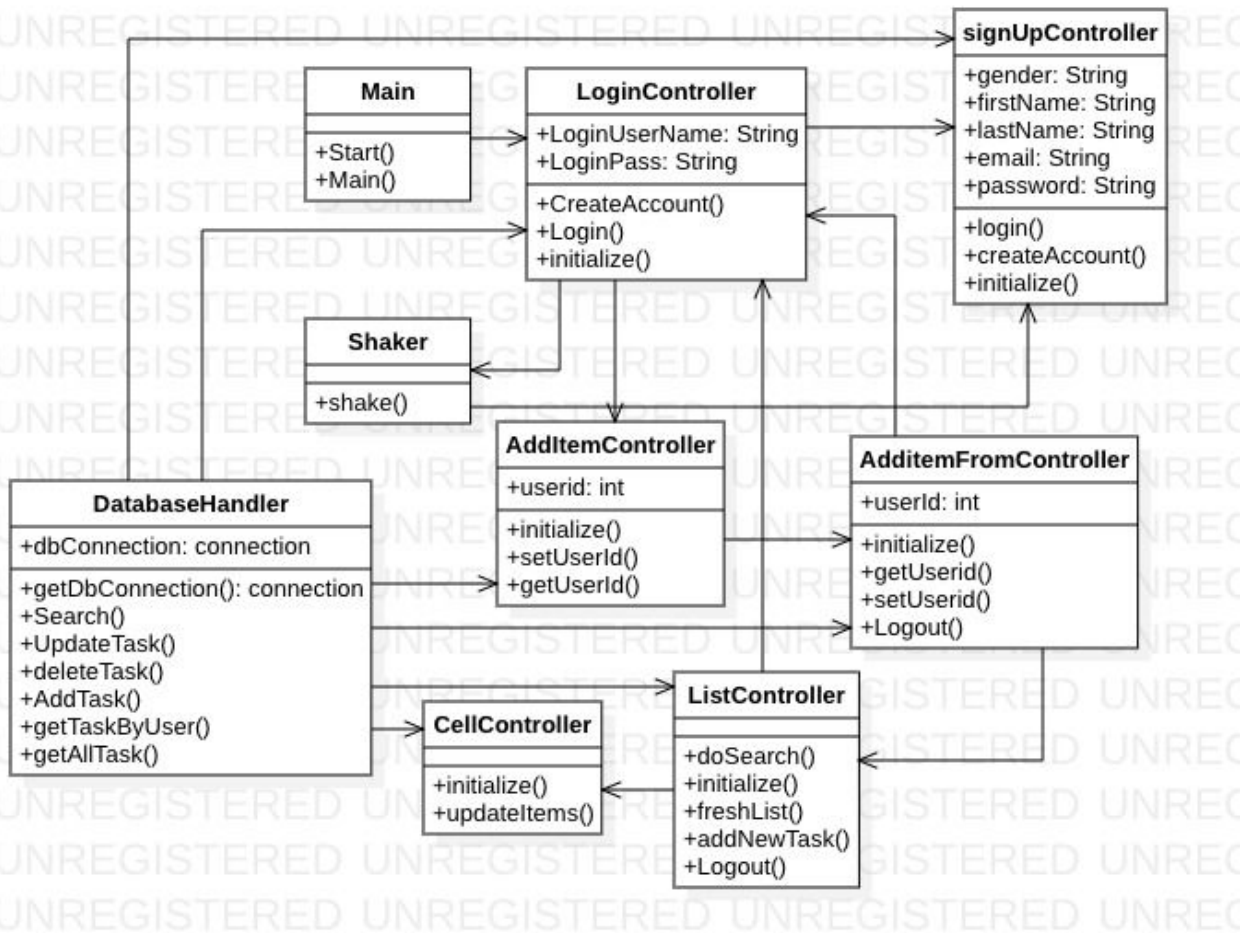 signUpController
+gender: String
+firstName: String
+lastName: String
+email: String
+password: String
+login()
+createAccount()
+initialize()
Main
+Start()
+Main()
LoginController
+LoginUserName: String
+LoginPass: String
+CreateAccount()
+Login()
+initialize()
Shaker
+shake()
AddItemController
+userid: int
+initialize()
+setUserId()
+getUserId()
AdditemFromController
+userId: int
+initialize()
+getUserid()
+setUserid()
+Logout()
DatabaseHandler
+dbConnection: connection
+getDbConnection(): connection
+Search()
+UpdateTask()
+deleteTask()
+AddTask()
+getTaskByUser()
+getAllTask()
CellController
+initialize()
+updateItems()
ListController
+doSearch()
+initialize()
+freshList()
+addNewTask()
+Logout()
UNREGISTERED